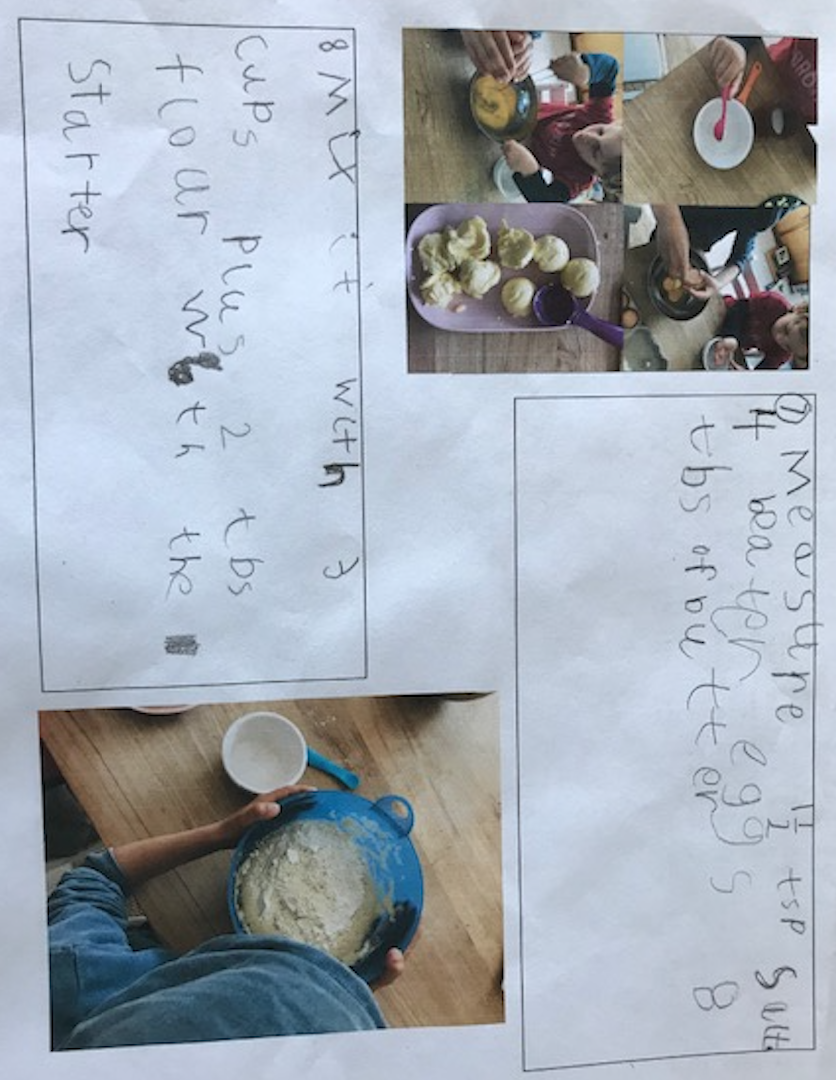 Measure 1½ tsp Salt
4 beaten eggs 8
tbs of butter
8 Mix it with 3
cups plus 2 tbs
flour with the
Starter